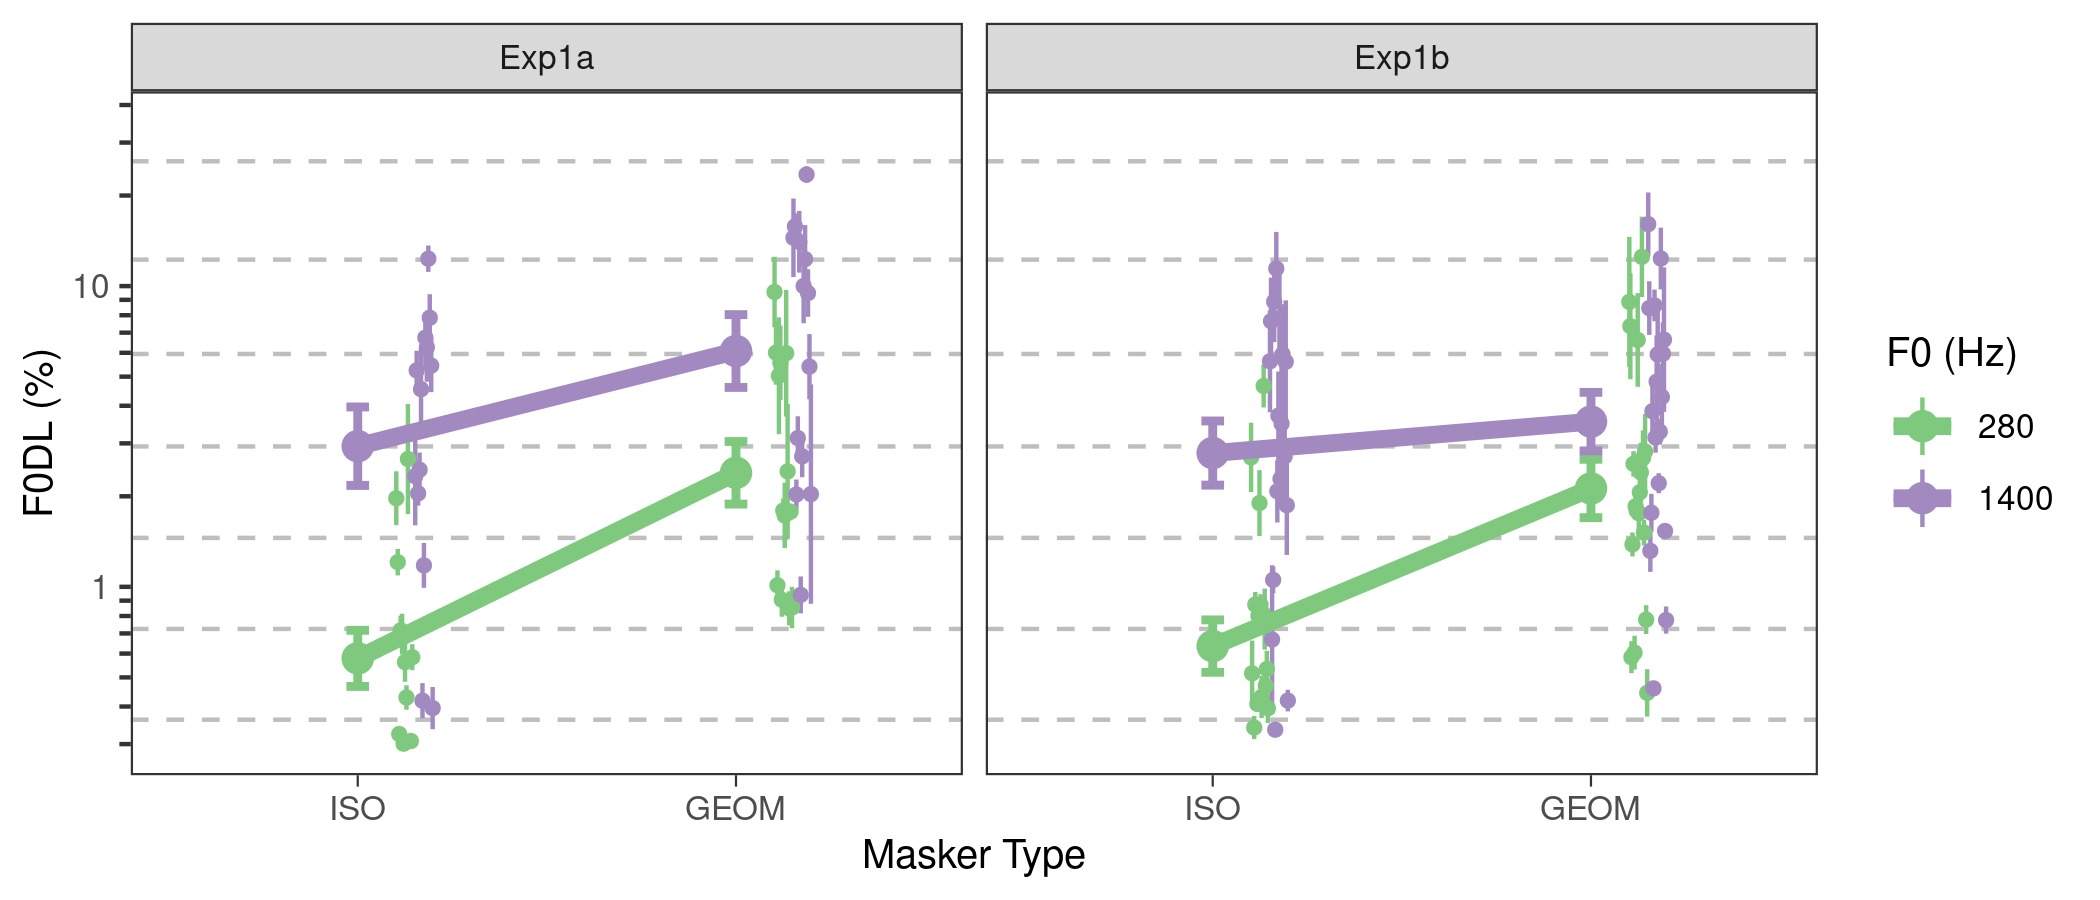 Exp1a
Exp1b
F0DL (%)
10
1
ISO
GEOM
ISO
GEOM
Masker Type
F0 (Hz)
280
1400